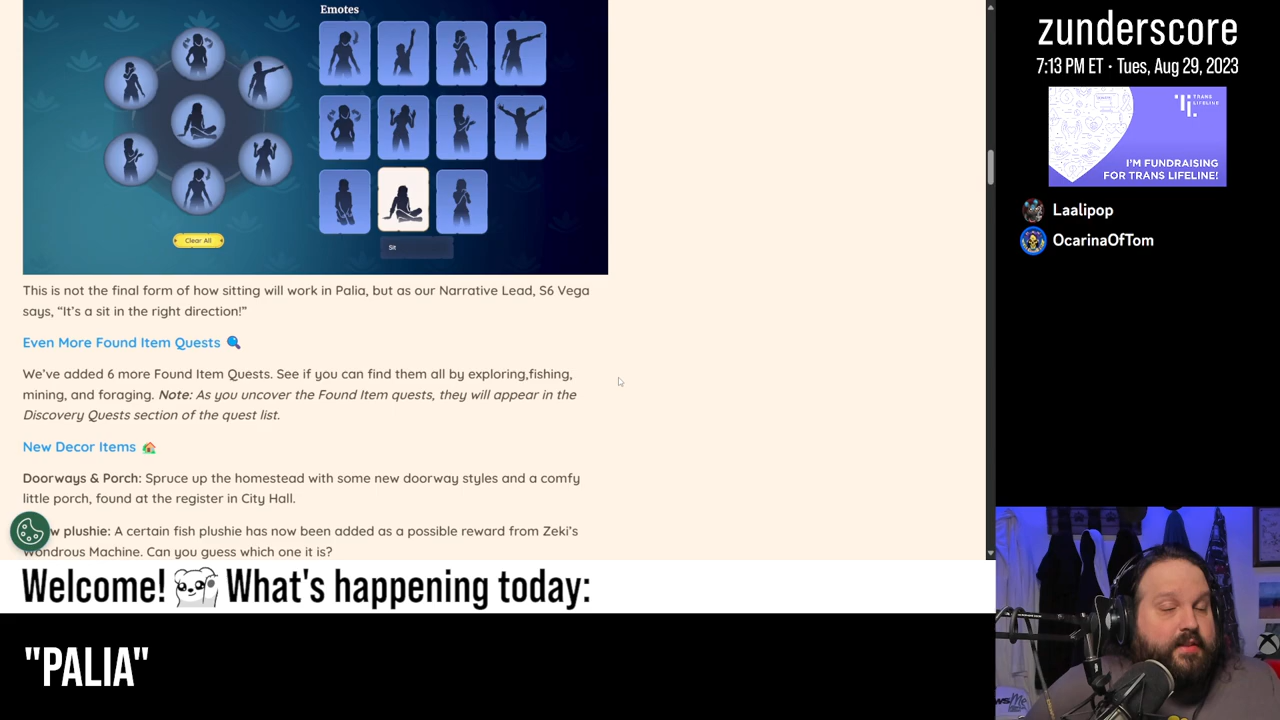 Emotes
Clear All
Sit
This is not the final form of how sitting will work in Palia, but as our Narrative Lead, S6 Vega
says, “It’s a sit in the right direction!”
Even More Found Item Quests
We’ve added 6 more Found Item Quests. See if you can find them all by exploring,fishing,
mining, and foraging. Note: As you uncover the Found Item quests, they will appear in the
Discovery Quests section of the quest list.
New Decor Items
Doorways & Porch: Spruce up the homestead with some new doorway styles and a comfy
little porch, found at the register in City Hall.
w plushie: A certain fish plushie has now been added as a possible reward from Zeki’s
Wondrous Machine. Can you guess which one it is?
Welcome! What's happening today:
"PALIA"
zunderscore
7:13 PM ET · Tues, Aug 29, 2023
TRANS
LIFELINE
I'M FUNDRAISING
FOR TRANS LIFELINE!
Laalipop
OcarinaOfTom